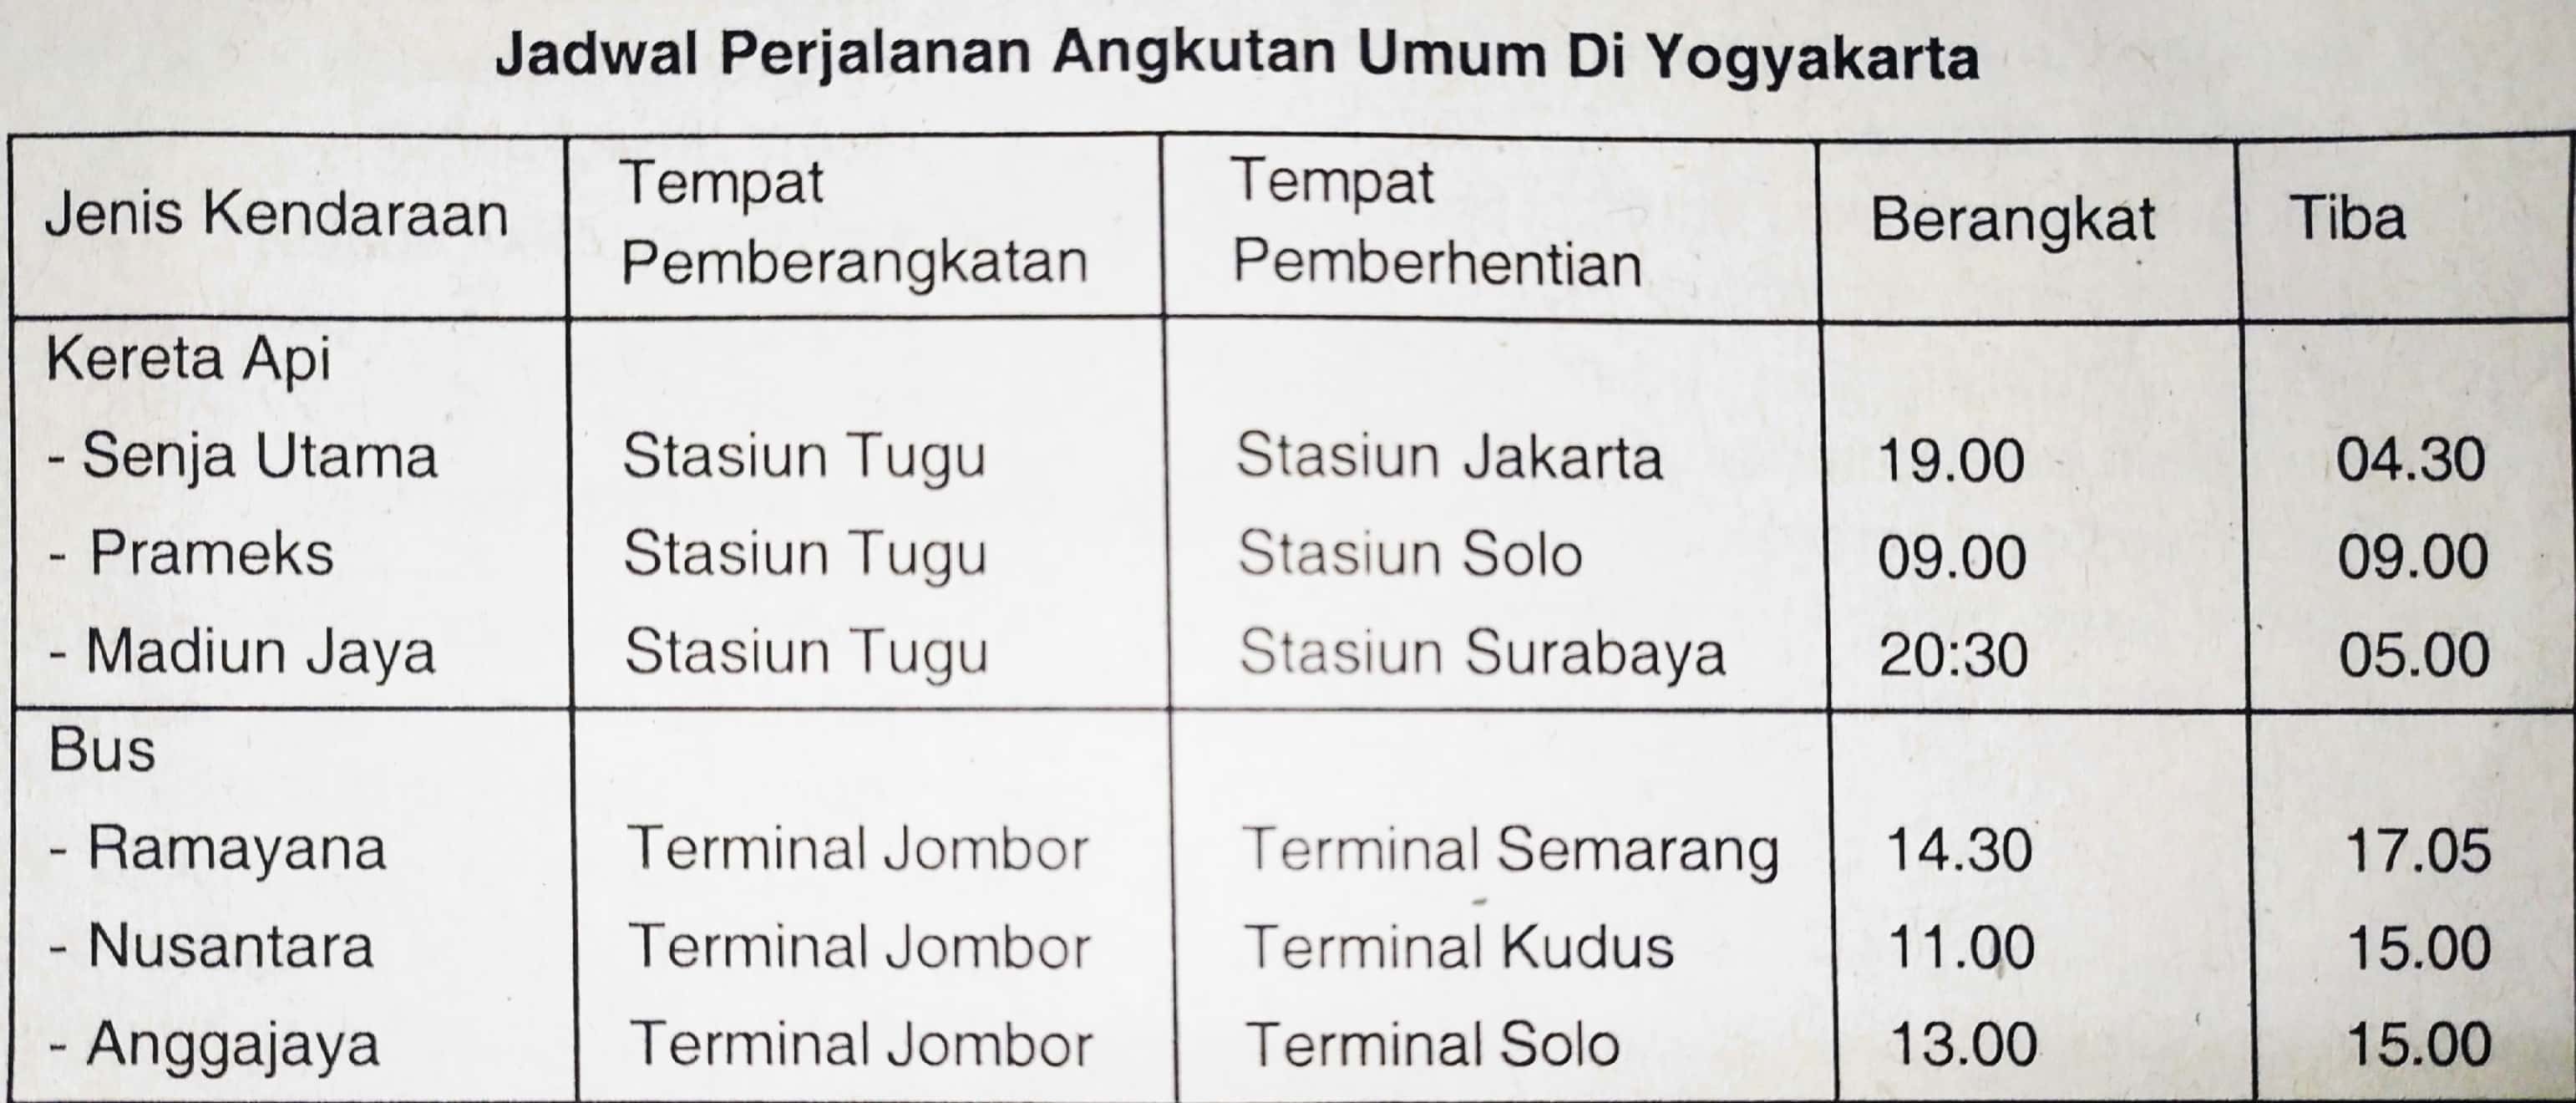 Jadwal Perjalanan Angkutan Umum Di Yogyakarta
Jenis Kendaraan Tempat Pemberangkatan Tempat Pemberhentian Berangkat Tiba
Kereta Api
- Senja Utama Stasiun Tugu Stasiun Jakarta 19.00 04.30
- Prameks Stasiun Tugu Stasiun Solo 09.00 09.00
- Madiun Jaya Stasiun Tugu Stasiun Surabaya 20:30 05.00
Bus
- Ramayana Terminal Jombor Terminal Semarang 14.30 17.05
- Nusantara Terminal Jombor Terminal Kudus 11.00 15.00
- Anggajaya Terminal Jombor Terminal Solo 13.00 15.00